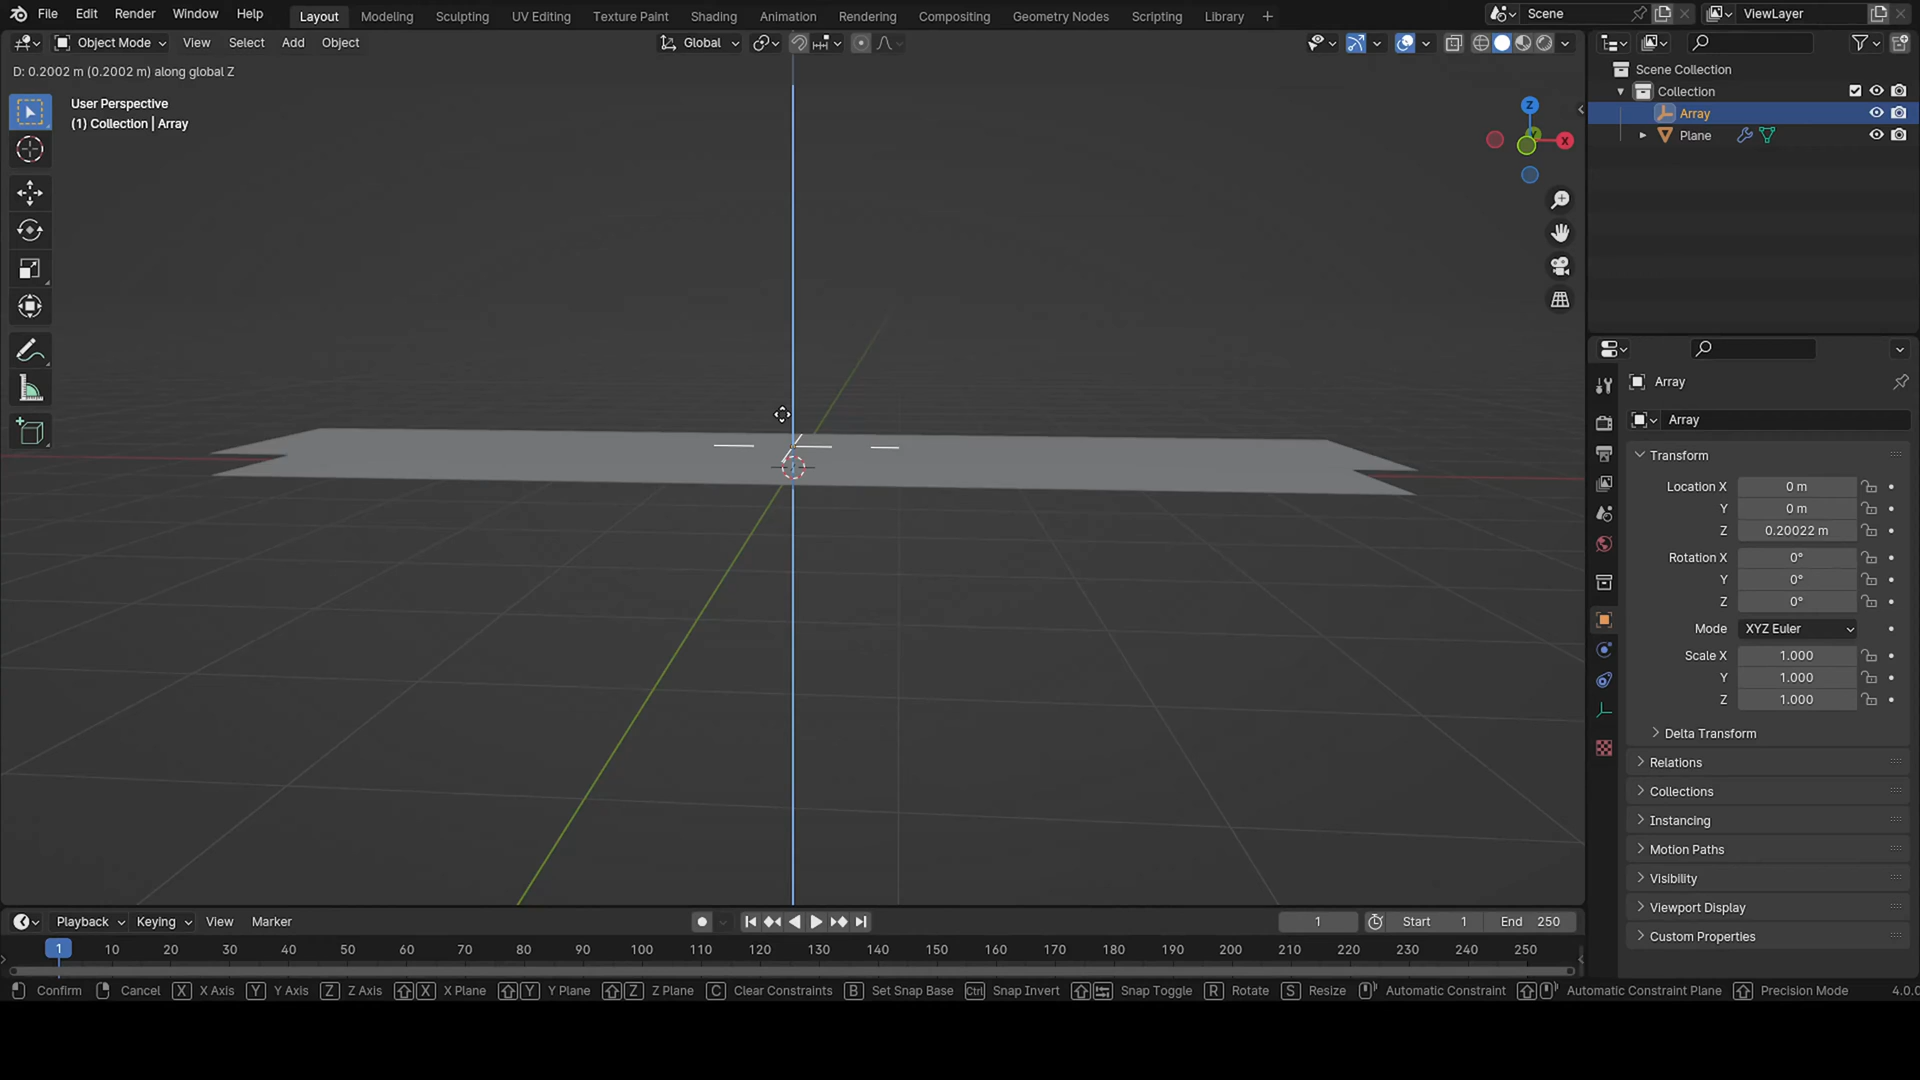 File Edit Render Window Help Layout Modeling Sculpting UV Editing Texture Paint Shading Animation Rendering Compositing Geometry Nodes Scripting Library + Scene ViewLayer
Object Mode View Select Add Object Global
D: 0.2002 m (0.2002 m) along global Z
User Perspective
(1) Collection | Array
Z
X
Scene Collection
Collection
Array
Plane
Array
Array
Transform
Location X 0 m
Y 0 m
Z 0.20022 m
Rotation X 0°
Y 0°
Z 0°
Mode XYZ Euler
Scale X 1.000
Y 1.000
Z 1.000
Delta Transform
Relations
Collections
Instancing
Motion Paths
Visibility
Viewport Display
Custom Properties
Playback Keying View Marker 1 Start 1 End 250
1 10 20 30 40 50 60 70 80 90 100 110 120 130 140 150 160 170 180 190 200 210 220 230 240 250
Confirm Cancel X X Axis Y Y Axis Z Z Axis X X Plane Y Y Plane Z Z Plane C Clear Constraints B Set Snap Base Ctrl Snap Invert Snap Toggle R Rotate S Resize Automatic Constraint Automatic Constraint Plane Precision Mode 4.0.0